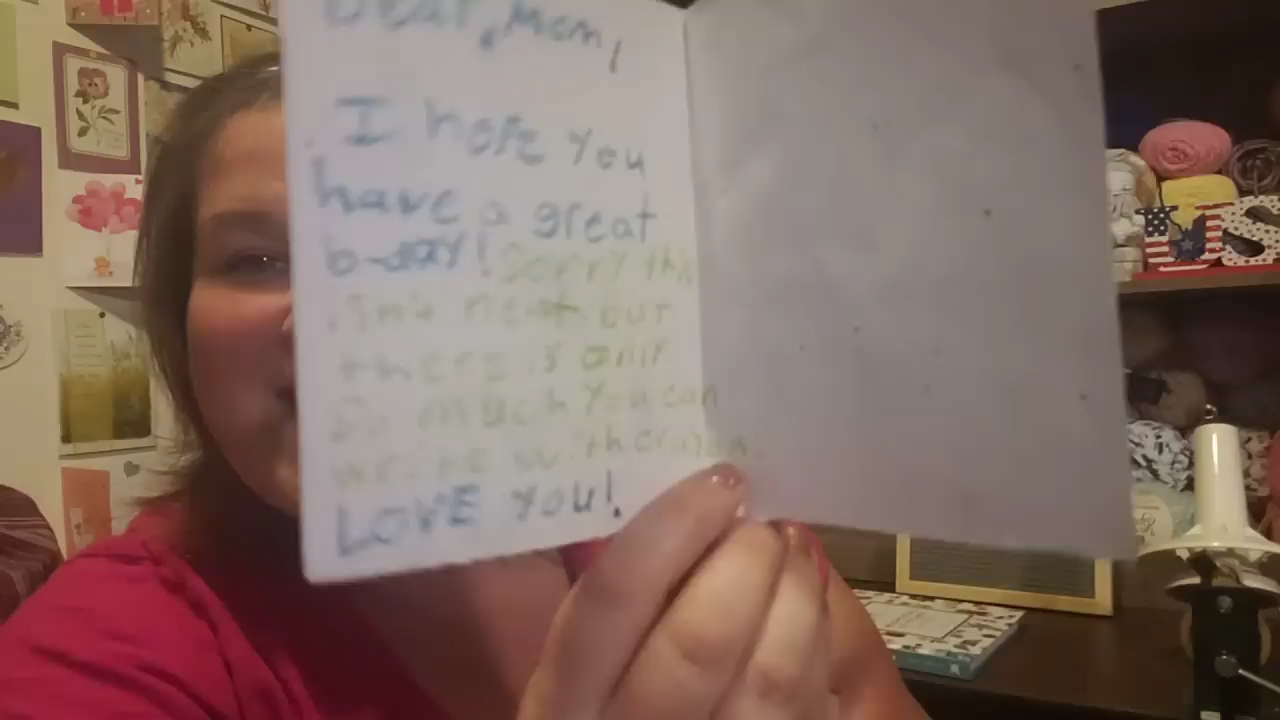 Dear, Mom,
I hope you
have a great
b-day! Sorry this
isn't neat but
there is only
so much you can
write with crayon.
LOVE you!
US